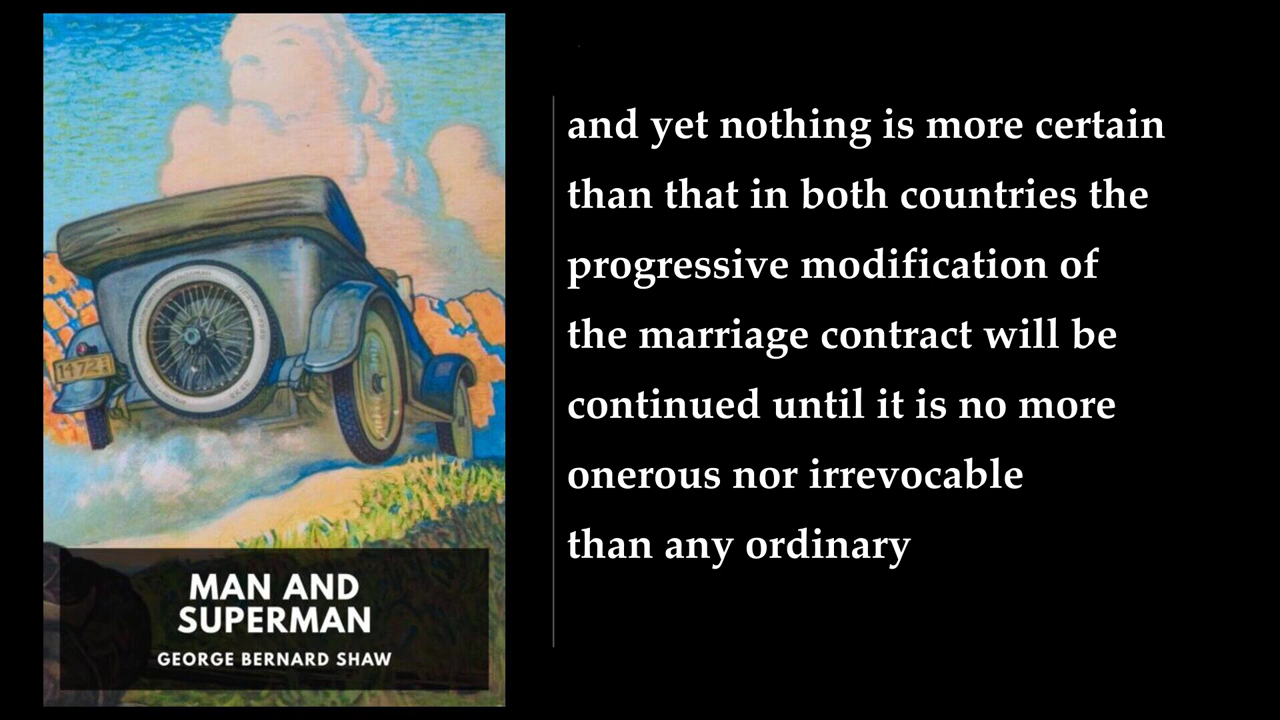 1472
MAN AND
SUPERMAN
GEORGE BERNARD SHAW
and yet nothing is more certain
than that in both countries the
progressive modification of
the marriage contract will be
continued until it is no more
onerous nor irrevocable
than any ordinary